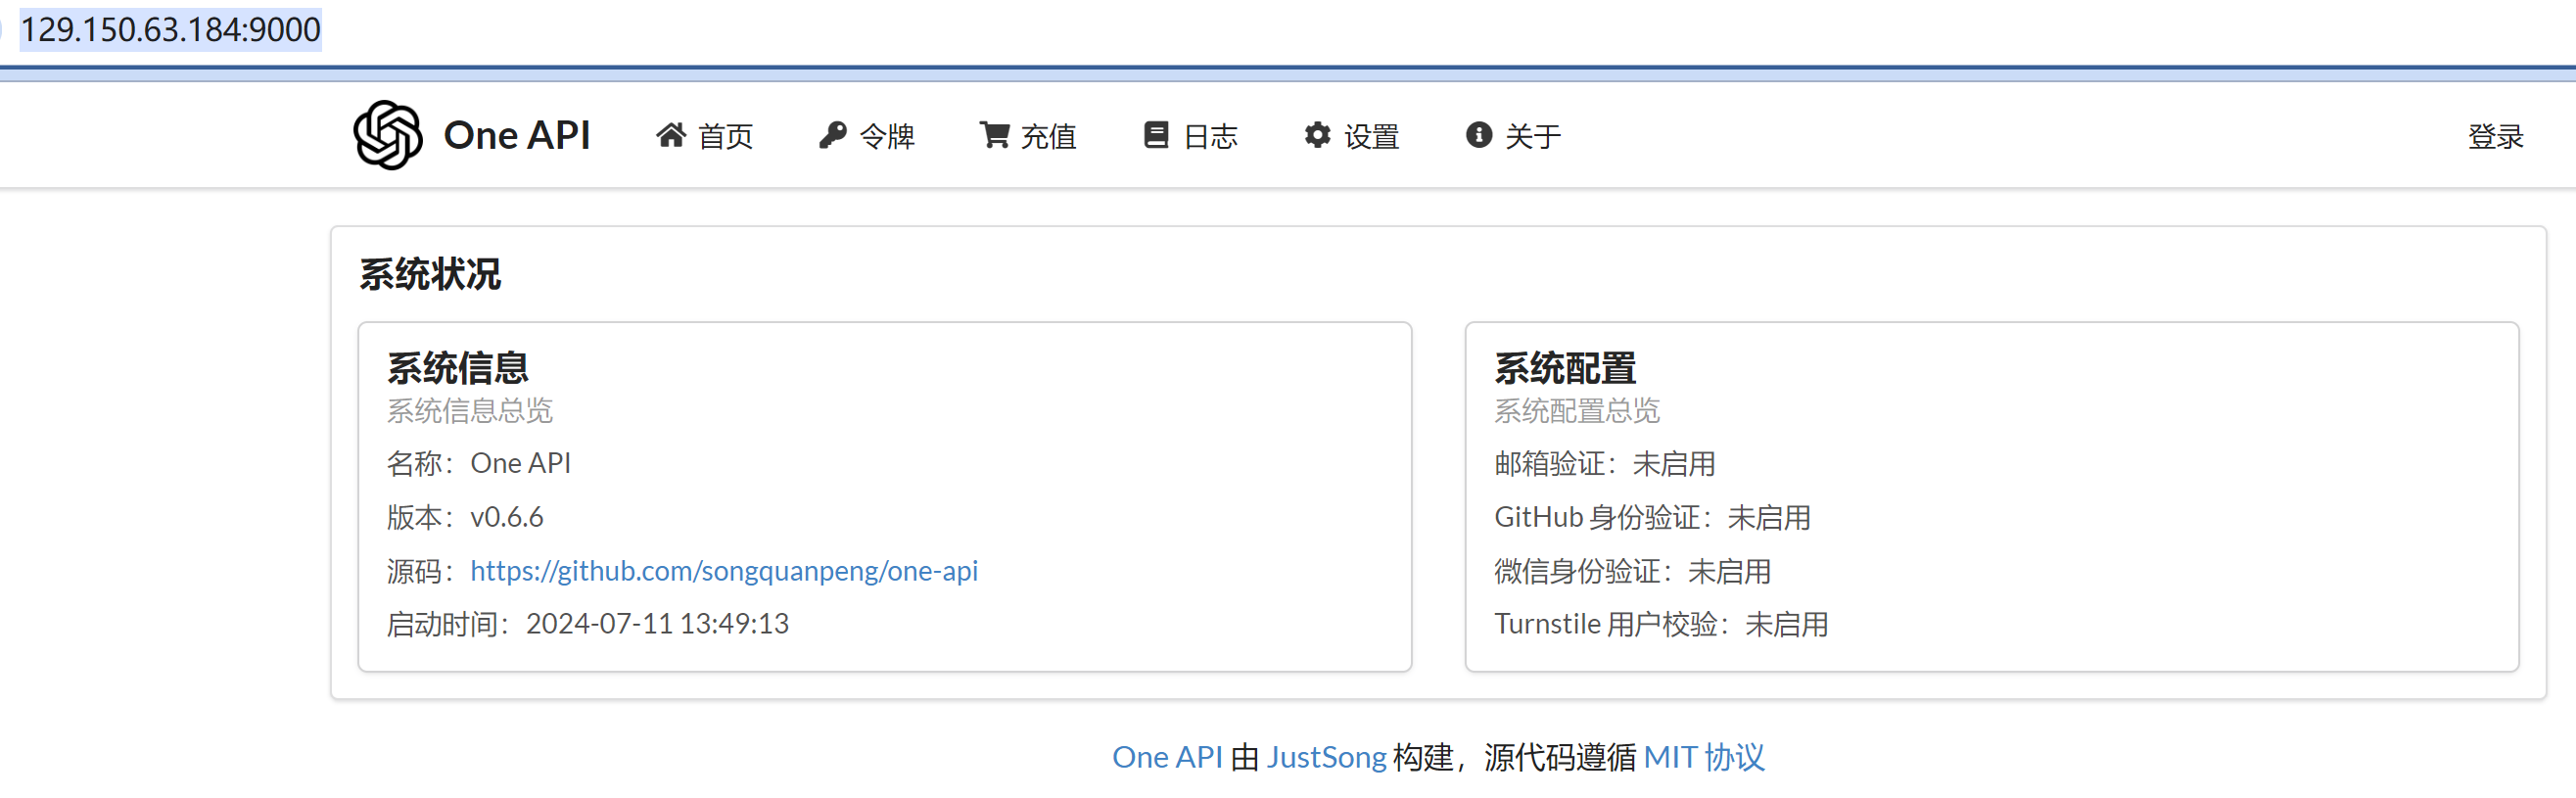 129.150.63.184:9000
One API 首页 令牌 充值 日志 设置 关于 登录
系统状况
系统信息
系统信息总览
名称：One API
版本：v0.6.6
源码：https://github.com/songquanpeng/one-api
启动时间：2024-07-11 13:49:13
系统配置
系统配置总览
邮箱验证：未启用
GitHub 身份验证：未启用
微信身份验证：未启用
Turnstile 用户校验：未启用
One API 由 JustSong 构建，源代码遵循 MIT 协议